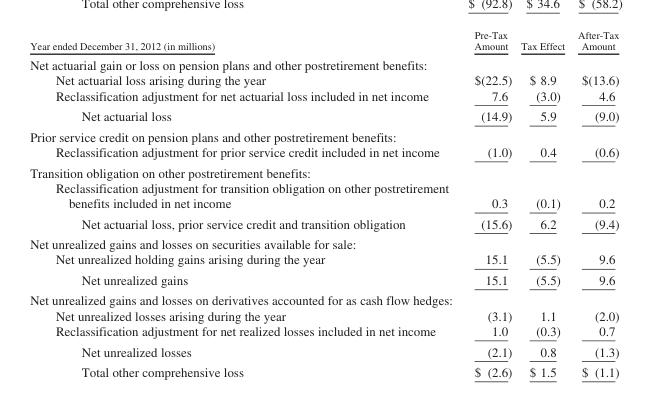 Total other comprehensive loss $ (92.8) $ 34.6 $ (58.2)
Pre-Tax After-Tax
Year ended December 31, 2012 (in millions) Amount Tax Effect Amount
Net actuarial gain or loss on pension plans and other postretirement benefits:
Net actuarial loss arising during the year $(22.5) $ 8.9 $(13.6)
Reclassification adjustment for net actuarial loss included in net income 7.6 (3.0) 4.6
Net actuarial loss (14.9) 5.9 (9.0)
Prior service credit on pension plans and other postretirement benefits:
Reclassification adjustment for prior service credit included in net income (1.0) 0.4 (0.6)
Transition obligation on other postretirement benefits:
Reclassification adjustment for transition obligation on other postretirement
benefits included in net income 0.3 (0.1) 0.2
Net actuarial loss, prior service credit and transition obligation (15.6) 6.2 (9.4)
Net unrealized gains and losses on securities available for sale:
Net unrealized holding gains arising during the year 15.1 (5.5) 9.6
Net unrealized gains 15.1 (5.5) 9.6
Net unrealized gains and losses on derivatives accounted for as cash flow hedges:
Net unrealized losses arising during the year (3.1) 1.1 (2.0)
Reclassification adjustment for net realized losses included in net income 1.0 (0.3) 0.7
Net unrealized losses (2.1) 0.8 (1.3)
Total other comprehensive loss $ (2.6) $ 1.5 $ (1.1)